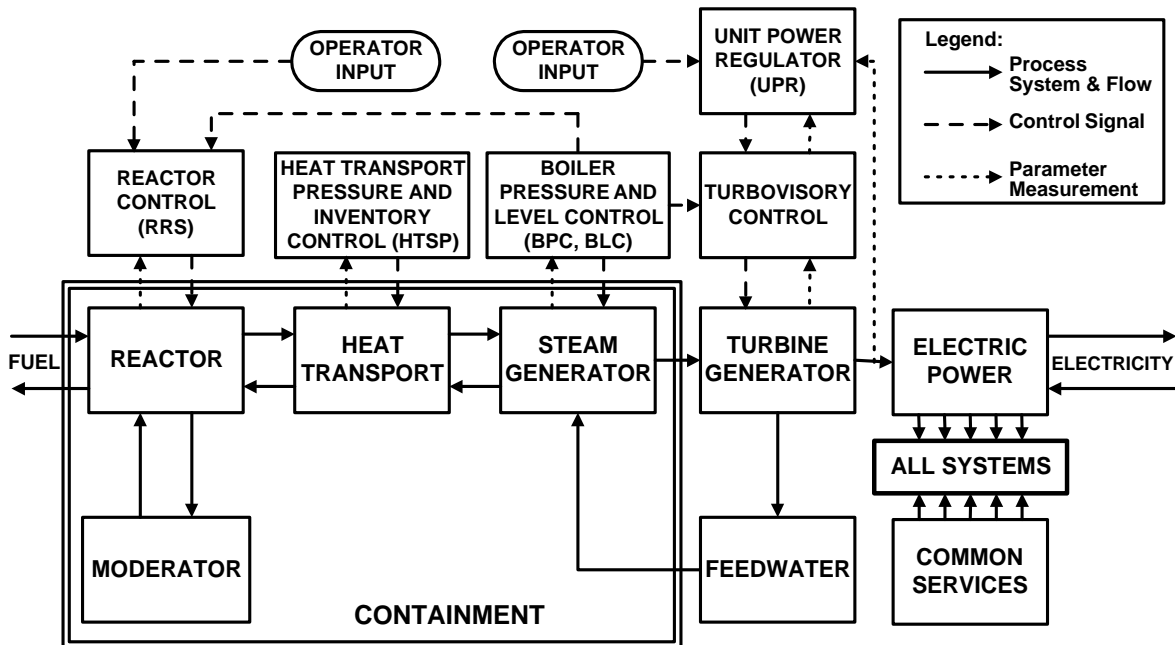 OPERATOR
INPUT
OPERATOR
INPUT
UNIT POWER
REGULATOR
(UPR)
Legend:
Process
System & Flow
Control Signal
Parameter
Measurement
REACTOR
CONTROL
(RRS)
HEAT TRANSPORT
PRESSURE AND
INVENTORY
CONTROL (HTSP)
BOILER
PRESSURE AND
LEVEL CONTROL
(BPC, BLC)
TURBOVISORY
CONTROL
FUEL
REACTOR
HEAT
TRANSPORT
STEAM
GENERATOR
TURBINE
GENERATOR
ELECTRIC
POWER
ELECTRICITY
ALL SYSTEMS
MODERATOR
FEEDWATER
COMMON
SERVICES
CONTAINMENT